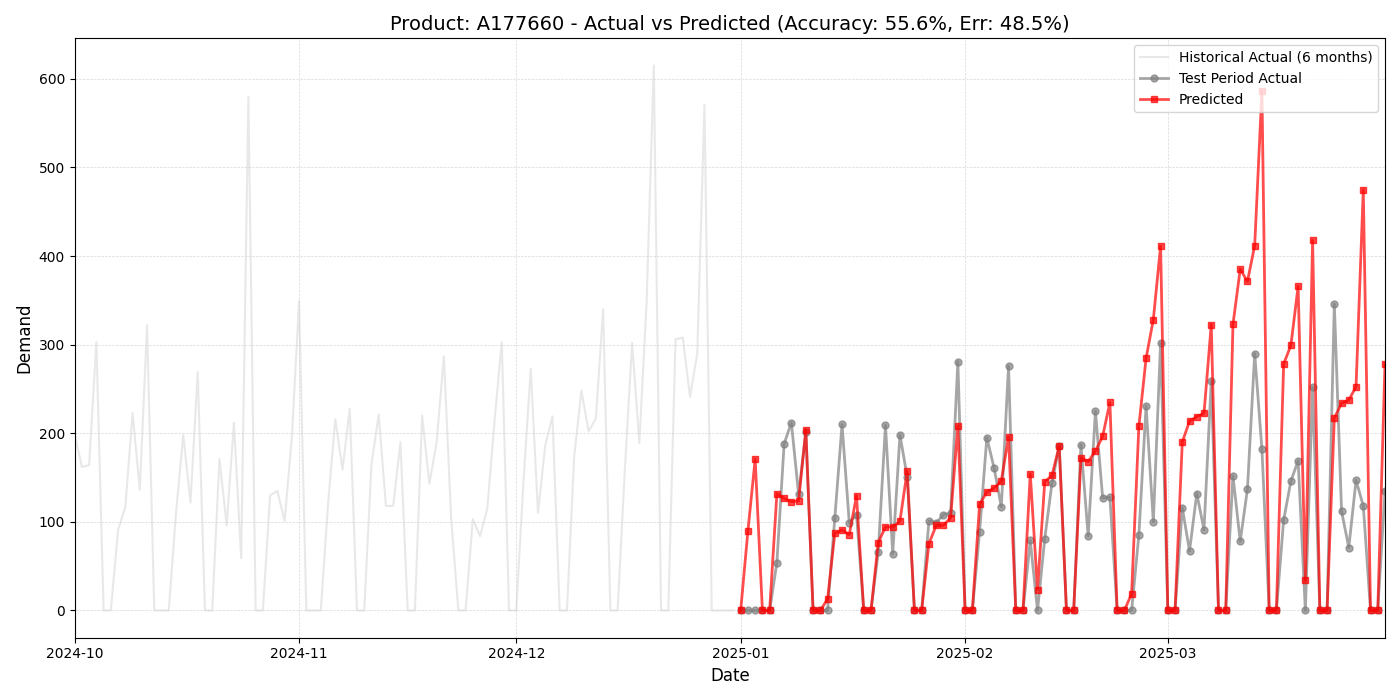 Product: A177660 - Actual vs Predicted (Accuracy: 55.6%, Err: 48.5%)
Historical Actual (6 months)
Test Period Actual
Predicted
600
500
400
300
200
100
0
Demand
2024-10
2024-11
2024-12
2025-01
2025-02
2025-03
Date